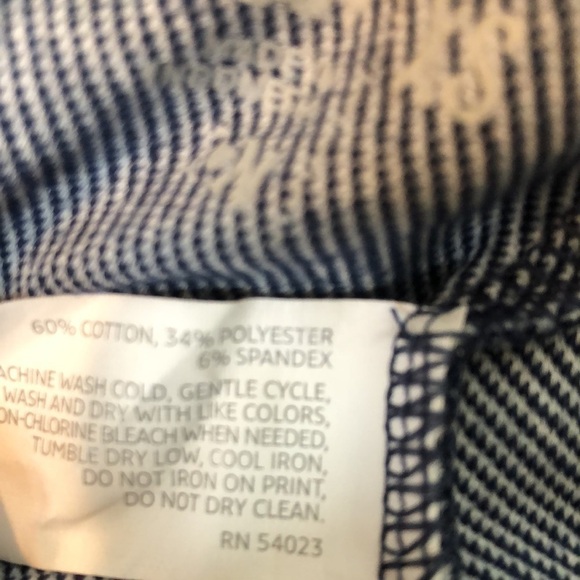 60% COTTON, 34% POLYESTER
6% SPANDEX
ACHINE WASH COLD, GENTLE CYCLE,
WASH AND DRY WITH LIKE COLORS,
ON-CHLORINE BLEACH WHEN NEEDED,
TUMBLE DRY LOW, COOL IRON,
DO NOT IRON ON PRINT,
DO NOT DRY CLEAN.
RN 54023